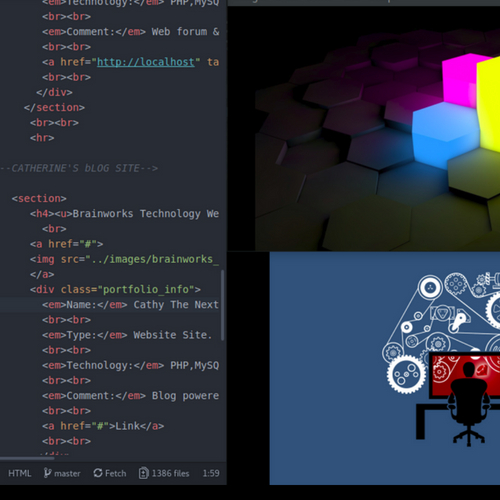 <em>Technology:</em> PHP,MySQ
<br><br>
<em>Comment:</em> Web forum &
<br><br>
<a href="http://localhost" ta
<br><br>
</div>
</section>
<br><br>
<hr>
--CATHERINE'S bLOG SITE-->
<section>
<h4><u>Brainworks Technology We
<br>
<a href="#">
<img src="../images/brainworks_
</a>
<div class="portfolio_info">
<em>Name:</em> Cathy The Next
<br><br>
<em>Type:</em> Website Site.
<br><br>
<em>Technology:</em> PHP,MySQ
<br><br>
<em>Comment:</em> Blog powere
<br><br>
<a href="#">Link</a>
<br><br>
HTML master Fetch 1386 files 1:59